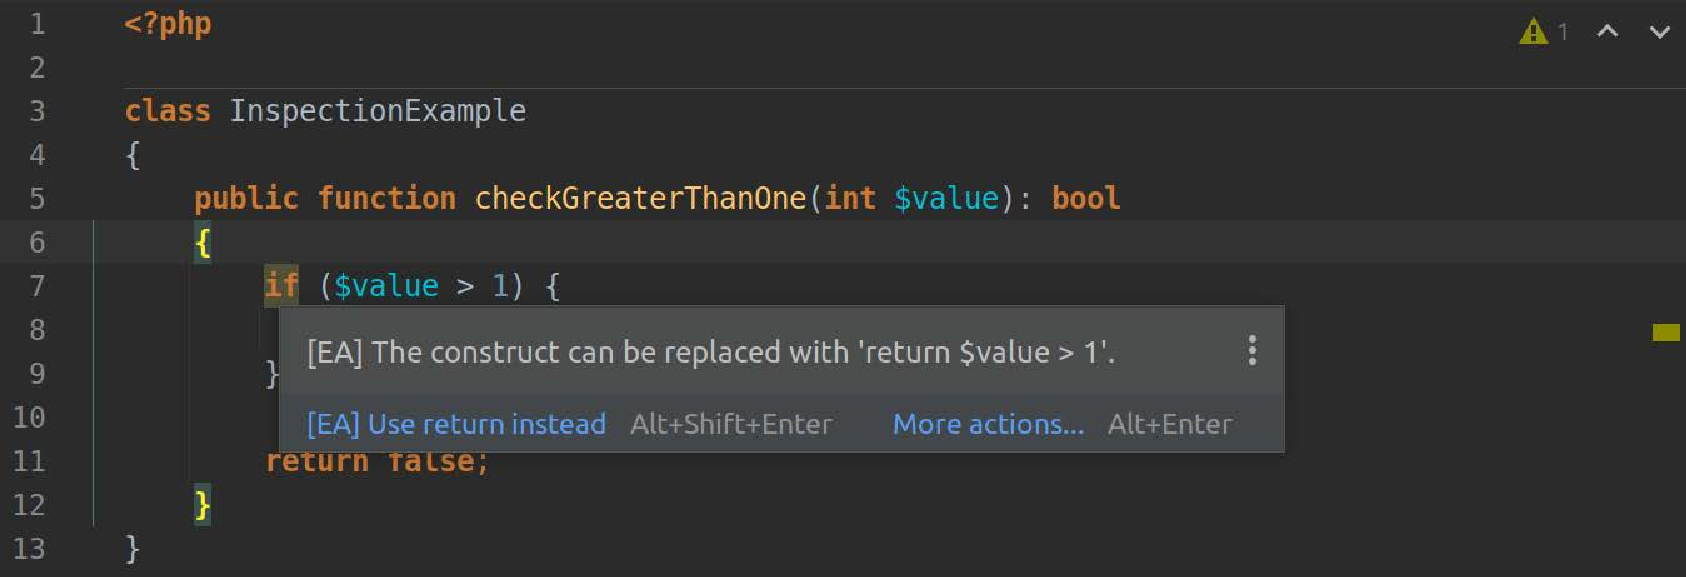 1 <?php
2
3 class InspectionExample
4 {
5 public function checkGreaterThanOne(int $value): bool
6 {
7 if ($value > 1) {
8
[EA] The construct can be replaced with 'return $value > 1'.
9 }
10
[EA] Use return instead Alt+Shift+Enter More actions... Alt+Enter
11 return false;
12 }
13 }
1